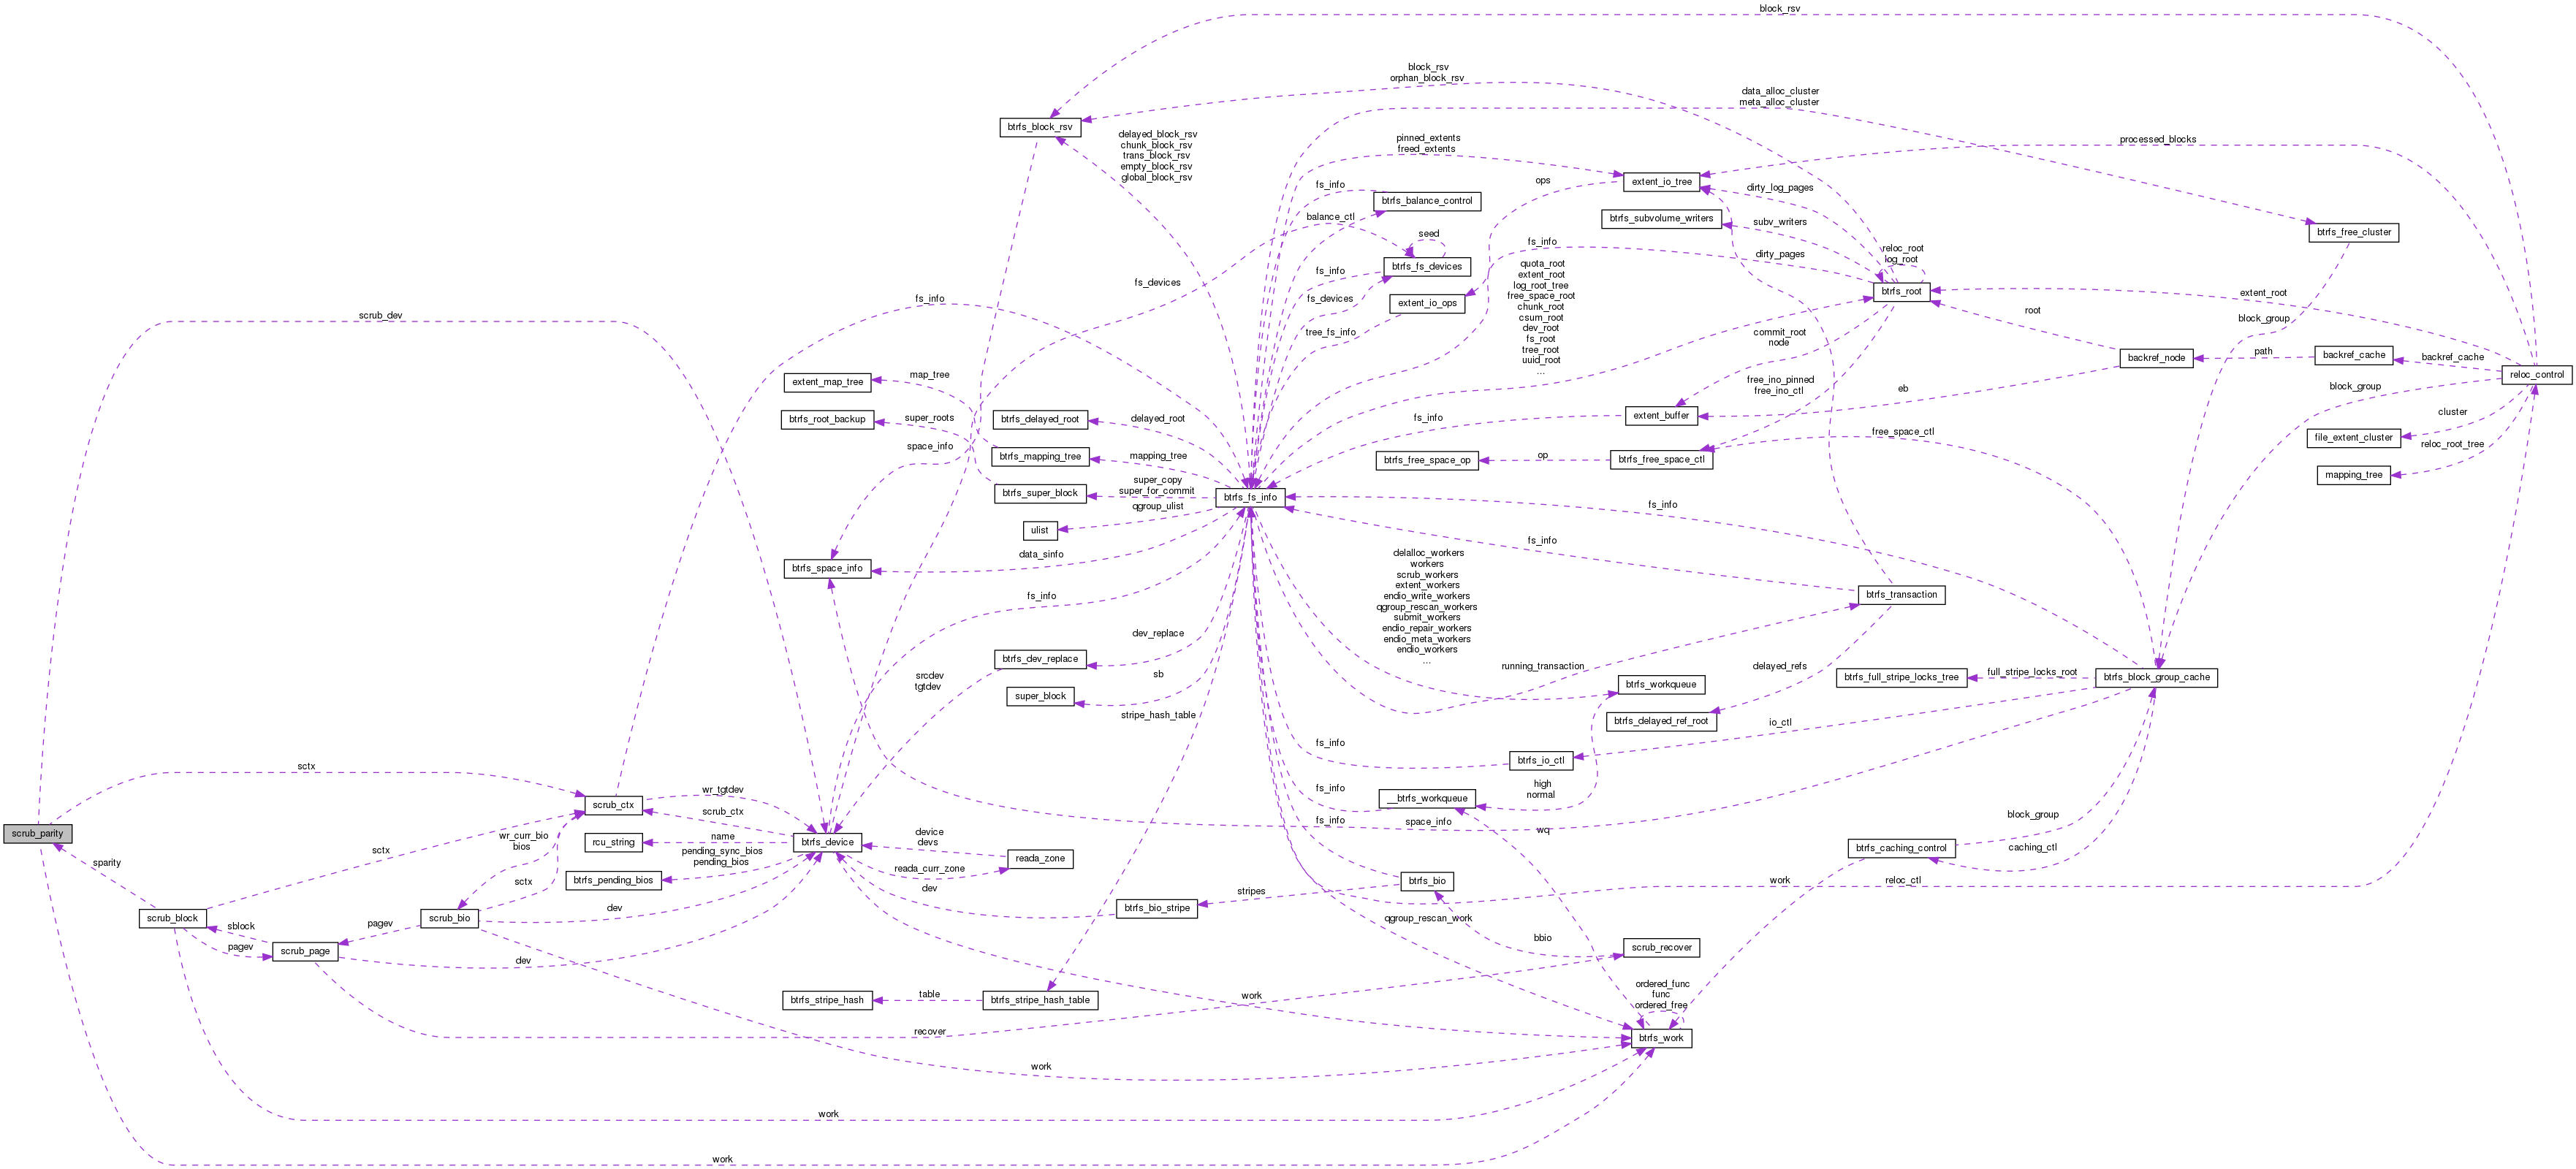 block_rsv
block_rsv
orphan_block_rsv
data_alloc_cluster
meta_alloc_cluster
btrfs_block_rsv
delayed_block_rsv
chunk_block_rsv
trans_block_rsv
empty_block_rsv
global_block_rsv
pinned_extents
freed_extents
processed_blocks
ops
extent_io_tree
fs_info
btrfs_balance_control
dirty_log_pages
balance_ctl
btrfs_subvolume_writers
subv_writers
btrfs_free_cluster
seed
fs_info
dirty_pages
reloc_root
log_root
fs_info
btrfs_fs_devices
fs_devices
quota_root
extent_root
log_root_tree
free_space_root
chunk_root
csum_root
dev_root
fs_root
tree_root
uuid_root
...
btrfs_root
extent_root
fs_info
fs_devices
extent_io_ops
root
block_group
scrub_dev
tree_fs_info
commit_root
node
backref_node
path
backref_cache
backref_cache
reloc_control
extent_map_tree
map_tree
free_ino_pinned
free_ino_ctl
eb
block_group
btrfs_root_backup
super_roots
btrfs_delayed_root
delayed_root
fs_info
extent_buffer
cluster
free_space_ctl
file_extent_cluster
reloc_root_tree
space_info
btrfs_mapping_tree
mapping_tree
btrfs_free_space_op
op
btrfs_free_space_ctl
mapping_tree
btrfs_super_block
super_copy
super_for_commit
btrfs_fs_info
qgroup_ulist
fs_info
ulist
data_sinfo
btrfs_space_info
fs_info
delalloc_workers
workers
scrub_workers
extent_workers
endio_write_workers
qgroup_rescan_workers
submit_workers
endio_repair_workers
endio_meta_workers
endio_workers
...
fs_info
btrfs_transaction
dev_replace
btrfs_dev_replace
srcdev
tgtdev
sb
super_block
running_transaction
btrfs_workqueue
delayed_refs
btrfs_full_stripe_locks_tree
full_stripe_locks_root
btrfs_block_group_cache
stripe_hash_table
btrfs_delayed_ref_root
io_ctl
fs_info
btrfs_io_ctl
sctx
scrub_ctx
wr_tgtdev
scrub_ctx
fs_info
__btrfs_workqueue
high
normal
scrub_parity
wr_curr_bio
bios
rcu_string
name
btrfs_device
device
devs
fs_info
space_info
wq
block_group
sctx
sparity
pending_sync_bios
pending_bios
reada_zone
btrfs_caching_control
caching_ctl
btrfs_pending_bios
reada_curr_zone
sctx
dev
stripes
btrfs_bio
work
reloc_ctl
scrub_block
scrub_bio
dev
btrfs_bio_stripe
qgroup_rescan_work
sblock
pagev
pagev
scrub_page
dev
bbio
scrub_recover
btrfs_stripe_hash
table
btrfs_stripe_hash_table
work
ordered_func
func
ordered_free
recover
btrfs_work
work
work
work